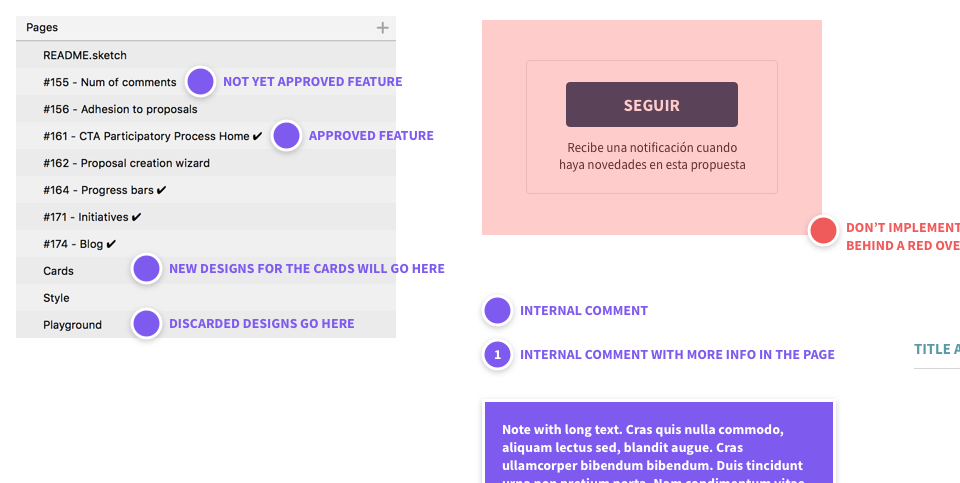 Pages
README.sketch
#155 - Num of comments
NOT YET APPROVED FEATURE
#156 - Adhesion to proposals
#161 - CTA Participatory Process Home ✔
APPROVED FEATURE
#162 - Proposal creation wizard
#164 - Progress bars ✔
#171 - Initiatives ✔
#174 - Blog ✔
Cards
NEW DESIGNS FOR THE CARDS WILL GO HERE
Style
Playground
DISCARDED DESIGNS GO HERE
SEGUIR
Recibe una notificación cuando
haya novedades en esta propuesta
DON'T IMPLEMENT
BEHIND A RED OVE
INTERNAL COMMENT
1 INTERNAL COMMENT WITH MORE INFO IN THE PAGE
TITLE A
Note with long text. Cras quis nulla commodo,
aliquam lectus sed, blandit augue. Cras
ullamcorper bibendum bibendum. Duis tincidunt